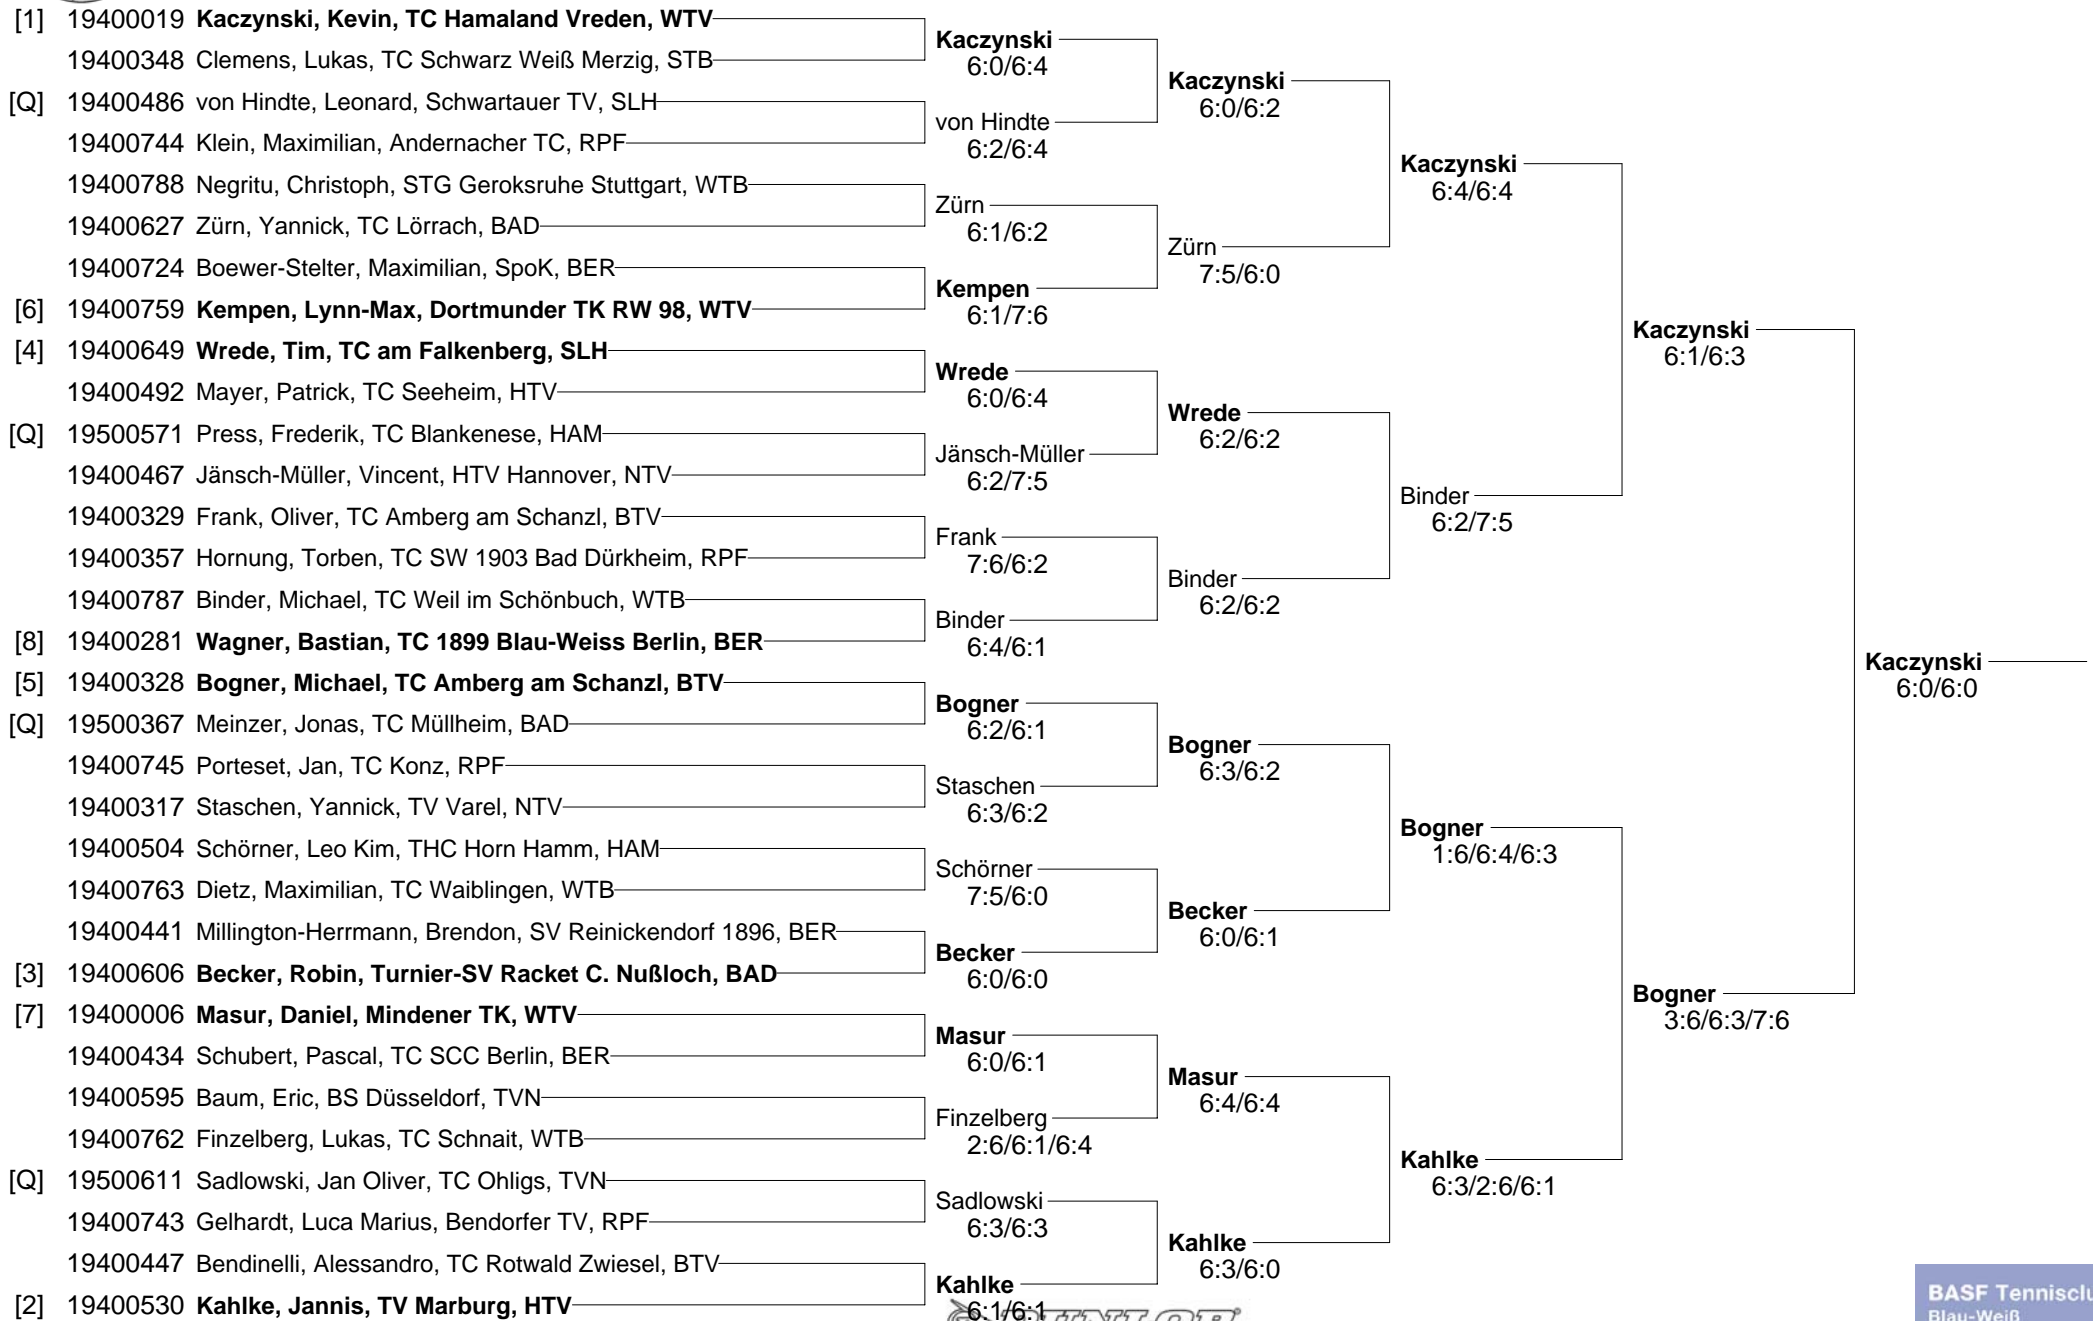 [1] 19400019 Kaczynski, Kevin, TC Hamaland Vreden, WTV
19400348 Clemens, Lukas, TC Schwarz Weiß Merzig, STB
[Q] 19400486 von Hindte, Leonard, Schwartauer TV, SLH
19400744 Klein, Maximilian, Andernacher TC, RPF
19400788 Negritu, Christoph, STG Geroksruhe Stuttgart, WTB
19400627 Zürn, Yannick, TC Lörrach, BAD
19400724 Boewer-Stelter, Maximilian, SpoK, BER
[6] 19400759 Kempen, Lynn-Max, Dortmunder TK RW 98, WTV
[4] 19400649 Wrede, Tim, TC am Falkenberg, SLH
19400492 Mayer, Patrick, TC Seeheim, HTV
[Q] 19500571 Press, Frederik, TC Blankenese, HAM
19400467 Jänsch-Müller, Vincent, HTV Hannover, NTV
19400329 Frank, Oliver, TC Amberg am Schanzl, BTV
19400357 Hornung, Torben, TC SW 1903 Bad Dürkheim, RPF
19400787 Binder, Michael, TC Weil im Schönbuch, WTB
[8] 19400281 Wagner, Bastian, TC 1899 Blau-Weiss Berlin, BER
[5] 19400328 Bogner, Michael, TC Amberg am Schanzl, BTV
[Q] 19500367 Meinzer, Jonas, TC Müllheim, BAD
19400745 Porteset, Jan, TC Konz, RPF
19400317 Staschen, Yannick, TV Varel, NTV
19400504 Schörner, Leo Kim, THC Horn Hamm, HAM
19400763 Dietz, Maximilian, TC Waiblingen, WTB
19400441 Millington-Herrmann, Brendon, SV Reinickendorf 1896, BER
[3] 19400606 Becker, Robin, Turnier-SV Racket C. Nußloch, BAD
[7] 19400006 Masur, Daniel, Mindener TK, WTV
19400434 Schubert, Pascal, TC SCC Berlin, BER
19400595 Baum, Eric, BS Düsseldorf, TVN
19400762 Finzelberg, Lukas, TC Schnait, WTB
[Q] 19500611 Sadlowski, Jan Oliver, TC Ohligs, TVN
19400743 Gelhardt, Luca Marius, Bendorfer TV, RPF
19400447 Bendinelli, Alessandro, TC Rotwald Zwiesel, BTV
[2] 19400530 Kahlke, Jannis, TV Marburg, HTV
Kaczynski
6:0/6:4
von Hindte
6:2/6:4
Zürn
6:1/6:2
Kempen
6:1/7:6
Wrede
6:0/6:4
Jänsch-Müller
6:2/7:5
Frank
7:6/6:2
Binder
6:4/6:1
Bogner
6:2/6:1
Staschen
6:3/6:2
Schörner
7:5/6:0
Becker
6:0/6:0
Masur
6:0/6:1
Finzelberg
2:6/6:1/6:4
Sadlowski
6:3/6:3
Kahlke
6:1/6:1
Kaczynski
6:0/6:2
Zürn
7:5/6:0
Wrede
6:2/6:2
Binder
6:2/6:2
Bogner
6:3/6:2
Becker
6:0/6:1
Masur
6:4/6:4
Kahlke
6:3/6:0
Kaczynski
6:4/6:4
Binder
6:2/7:5
Bogner
1:6/6:4/6:3
Kahlke
6:3/2:6/6:1
Kaczynski
6:1/6:3
Bogner
3:6/6:3/7:6
Kaczynski
6:0/6:0
DUNLOP
BASF Tennisclu
Blau-Weiß